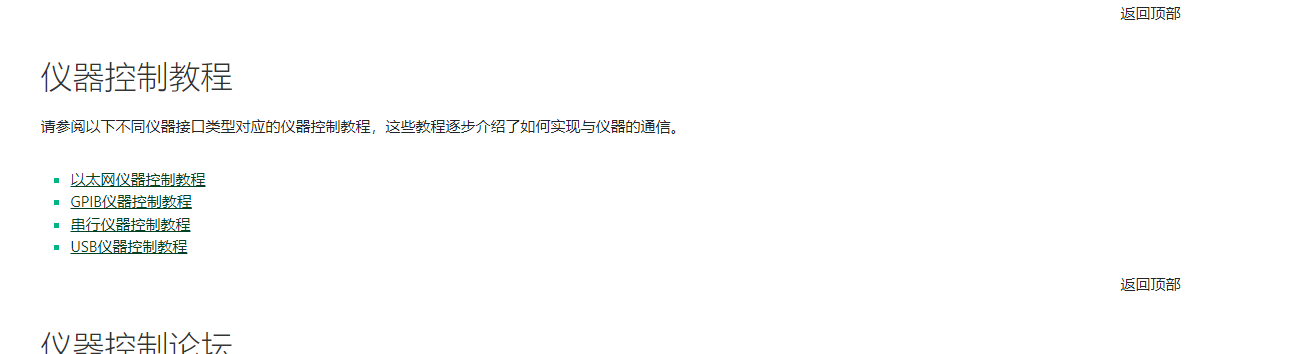 返回顶部
仪器控制教程
请参阅以下不同仪器接口类型对应的仪器控制教程，这些教程逐步介绍了如何实现与仪器的通信。
以太网仪器控制教程
GPIB仪器控制教程
串行仪器控制教程
USB仪器控制教程
返回顶部
仪器控制论坛